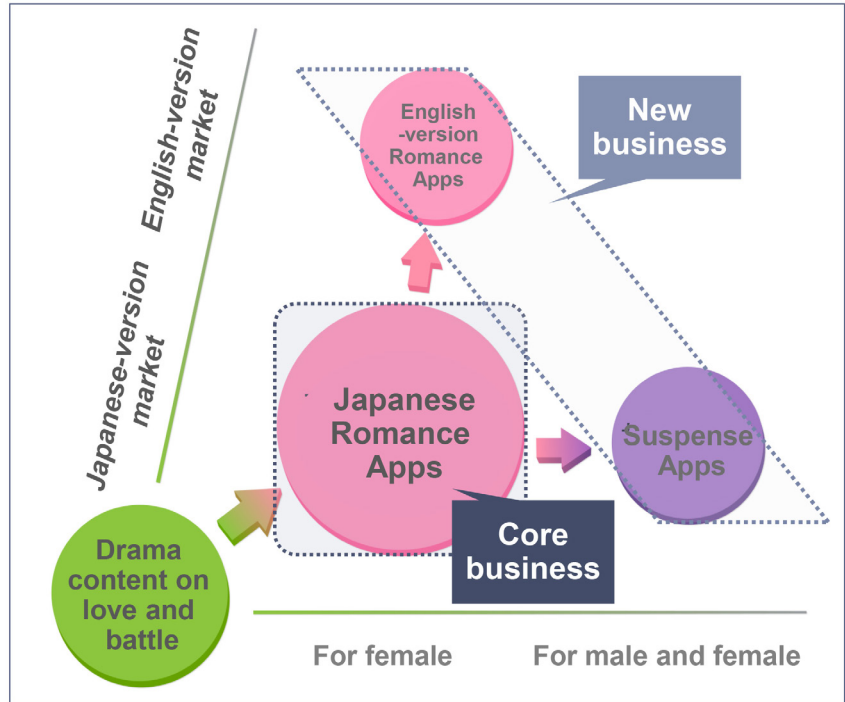 English-version
market
Japanese-version
market
English
-version
Romance
Apps
New
business
Japanese
Romance
Apps
Suspense
Apps
Core
business
Drama
content on
love and
battle
For female
For male and female